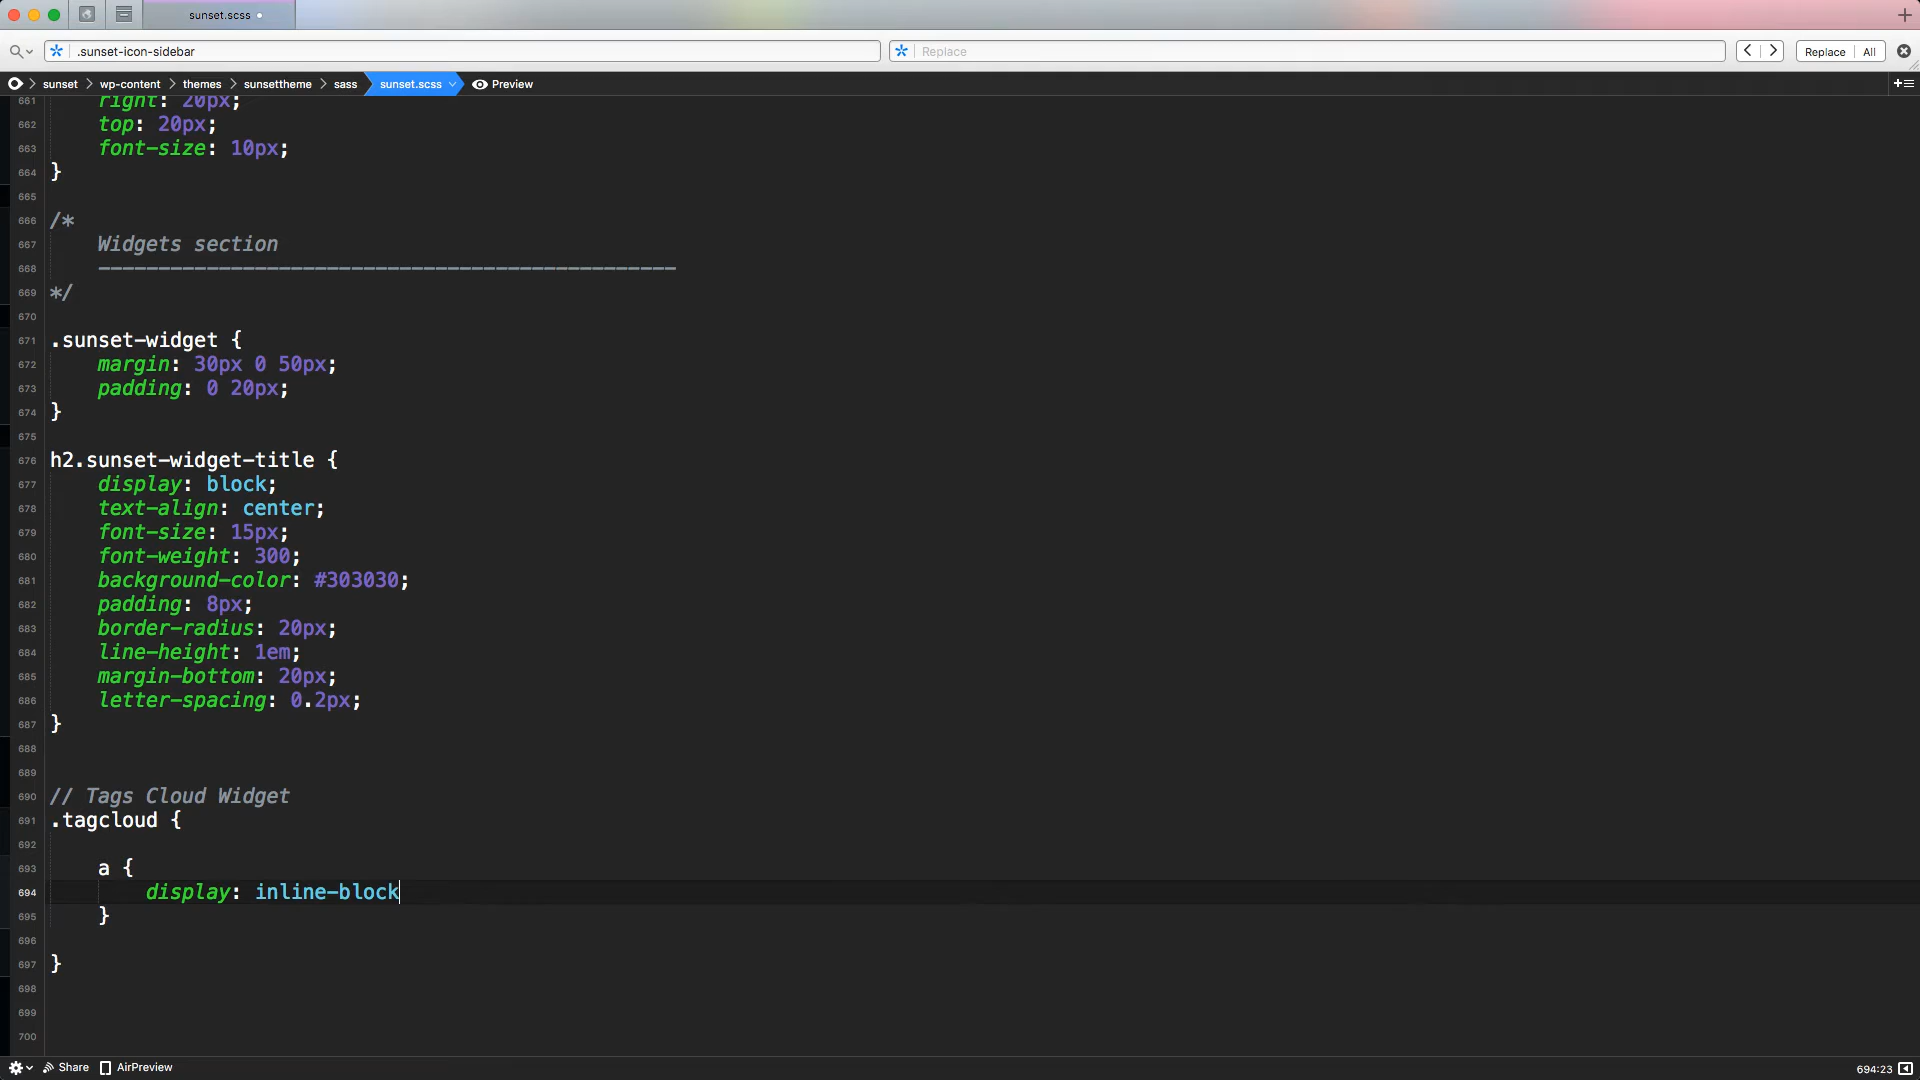 sunset.scss
.sunset-icon-sidebar
Replace
Replace
All
sunset
wp-content
themes
sunsettheme
sass
sunset.scss
Preview
661 right: 20px;
662 top: 20px;
663 font-size: 10px;
664 }
665
666 /*
667 Widgets section
668 ------------------------------------------------
669 */
670
671 .sunset-widget {
672 margin: 30px 0 50px;
673 padding: 0 20px;
674 }
675
676 h2.sunset-widget-title {
677 display: block;
678 text-align: center;
679 font-size: 15px;
680 font-weight: 300;
681 background-color: #303030;
682 padding: 8px;
683 border-radius: 20px;
684 line-height: 1em;
685 margin-bottom: 20px;
686 letter-spacing: 0.2px;
687 }
688
689
690 // Tags Cloud Widget
691 .tagcloud {
692
693 a {
694 display: inline-block
695 }
696
697 }
698
699
700
Share
AirPreview
694:23